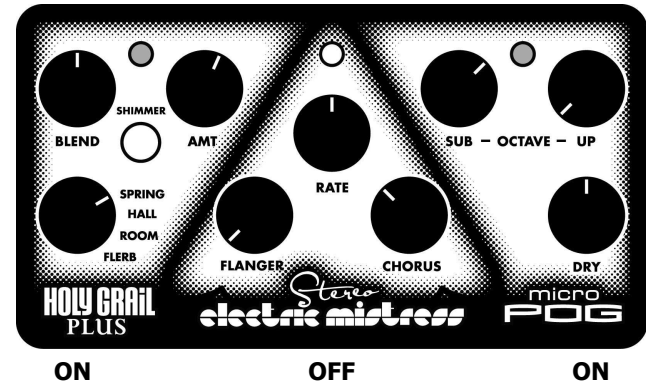 SHIMMER
BLEND
AMT
SUB – OCTAVE – UP
RATE
SPRING
HALL
ROOM
FLERB
FLANGER
CHORUS
DRY
HOLY GRAIL
PLUS
Stereo
electric mistress
micro
POG
ON
OFF
ON